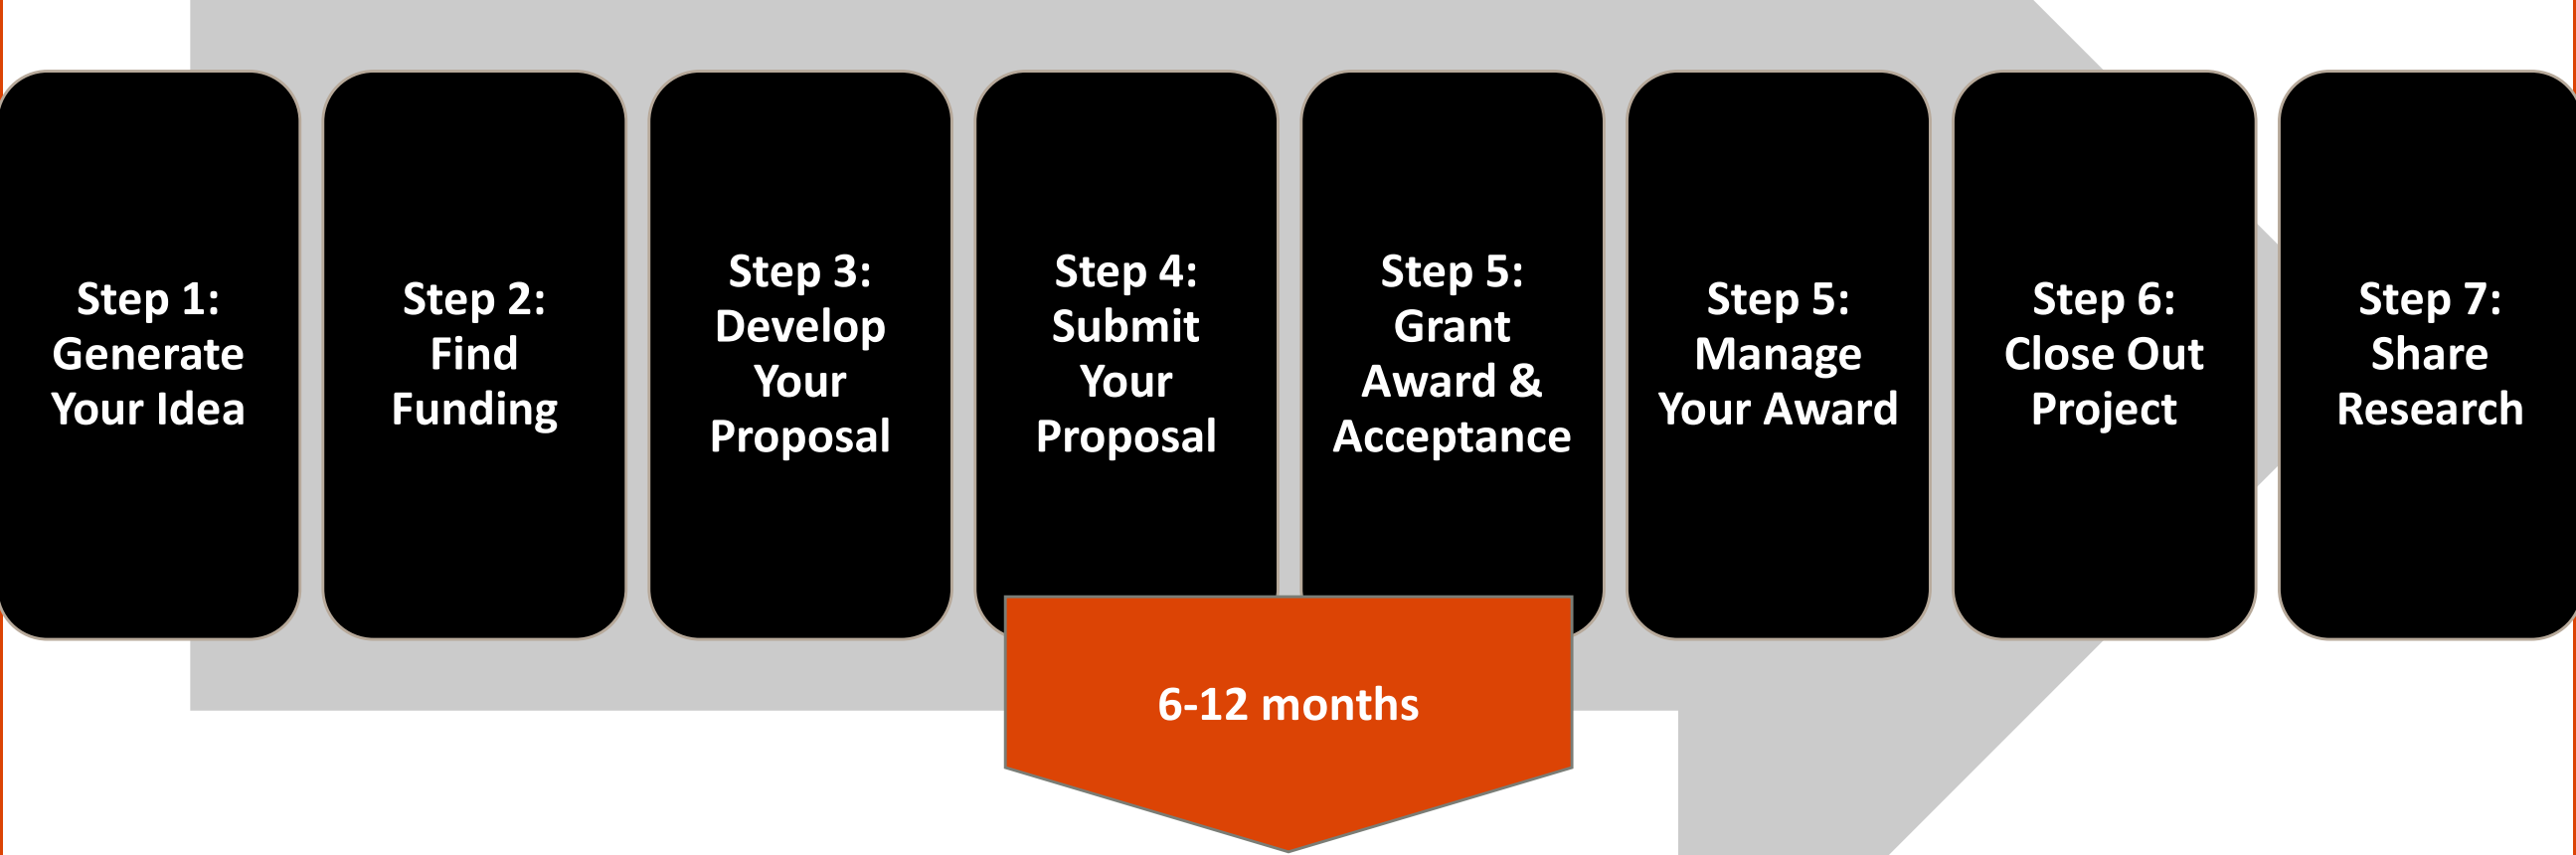 Step 1:
Generate
Your Idea
Step 2:
Find
Funding
Step 3:
Develop
Your
Proposal
Step 4:
Submit
Your
Proposal
Step 5:
Grant
Award &
Acceptance
Step 5:
Manage
Your Award
Step 6:
Close Out
Project
Step 7:
Share
Research
6-12 months